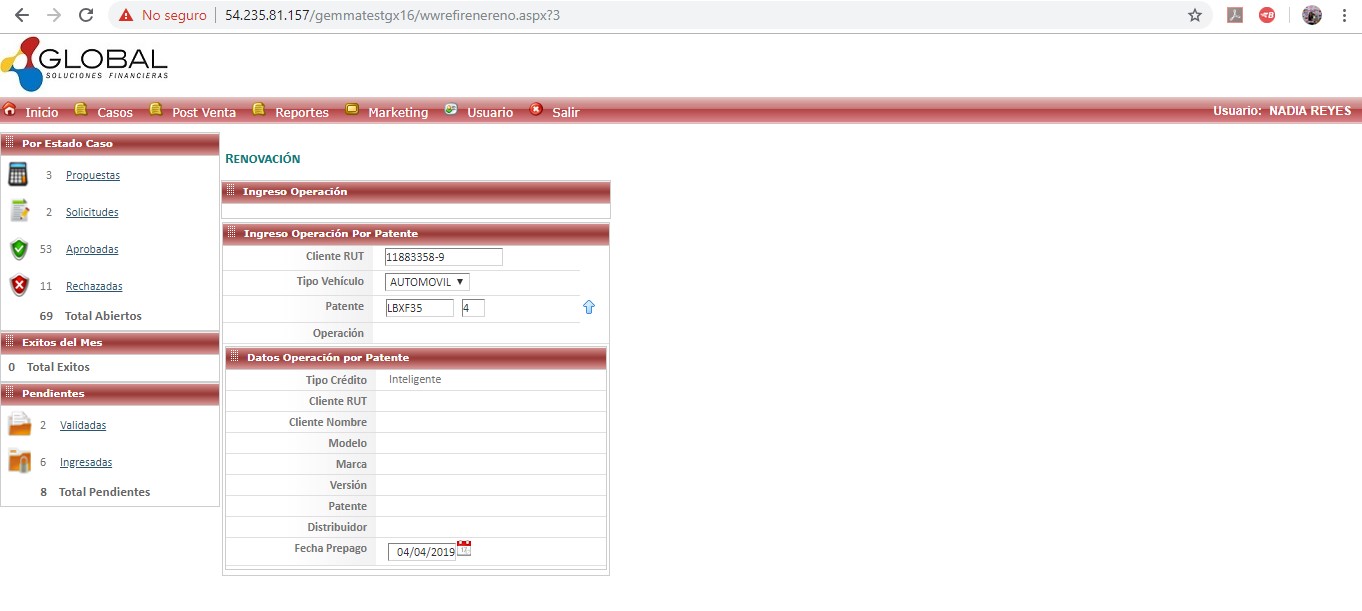 No seguro | 54.235.81.157/gemmatestgx16/wwrefirenereno.aspx?3
GLOBAL
SOLUCIONES FINANCIERAS
Inicio Casos Post Venta Reportes Marketing Usuario Salir Usuario: NADIA REYES
Por Estado Caso
3 Propuestas
2 Solicitudes
53 Aprobadas
11 Rechazadas
69 Total Abiertos
Exitos del Mes
0 Total Exitos
Pendientes
2 Validadas
6 Ingresadas
8 Total Pendientes
RENOVACIÓN
Ingreso Operación
Ingreso Operación Por Patente
Cliente RUT 11883358-9
Tipo Vehículo AUTOMOVIL
Patente LBXF35 4
Operación
Datos Operación por Patente
Tipo Crédito Inteligente
Cliente RUT
Cliente Nombre
Modelo
Marca
Versión
Patente
Distribuidor
Fecha Prepago 04/04/2019